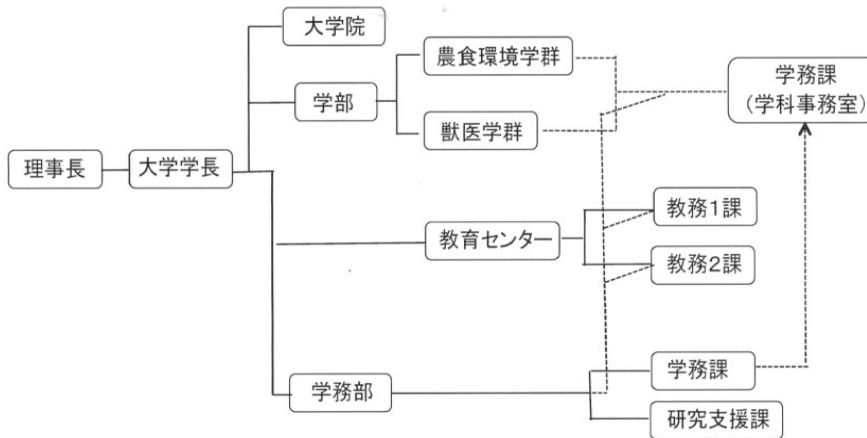 大学院
農食環境学群
学務課
(学科事務室)
学部
獣医学群
理事長
大学学長
教務1課
教育センター
教務2課
学務課
学務部
研究支援課